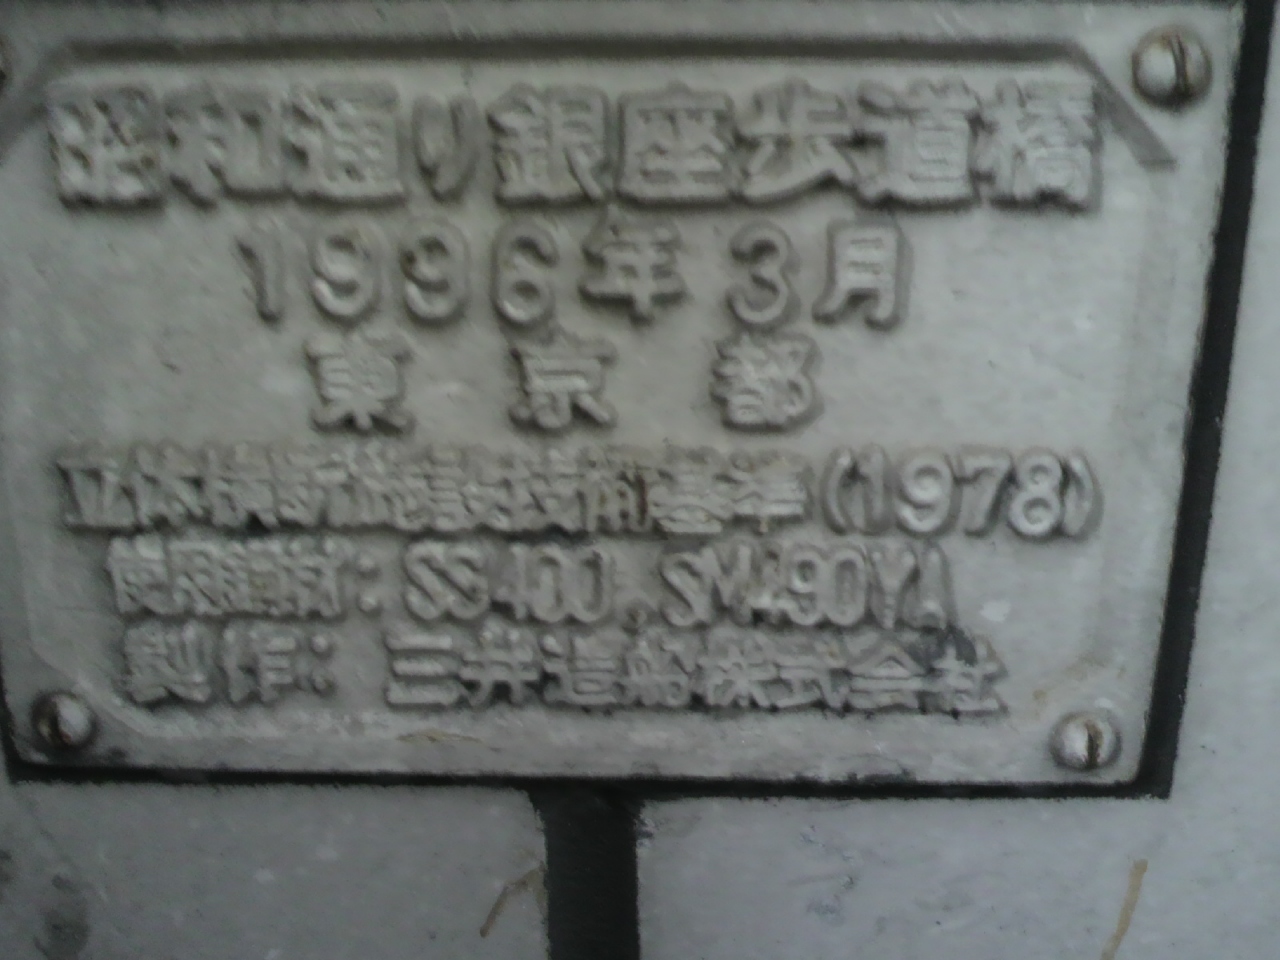 昭和通り銀座歩道橋
1996年3月
東京都
立体横断施設技術基準(1978)
使用鋼材:SS400、SM490YA
製作:三井造船株式会社